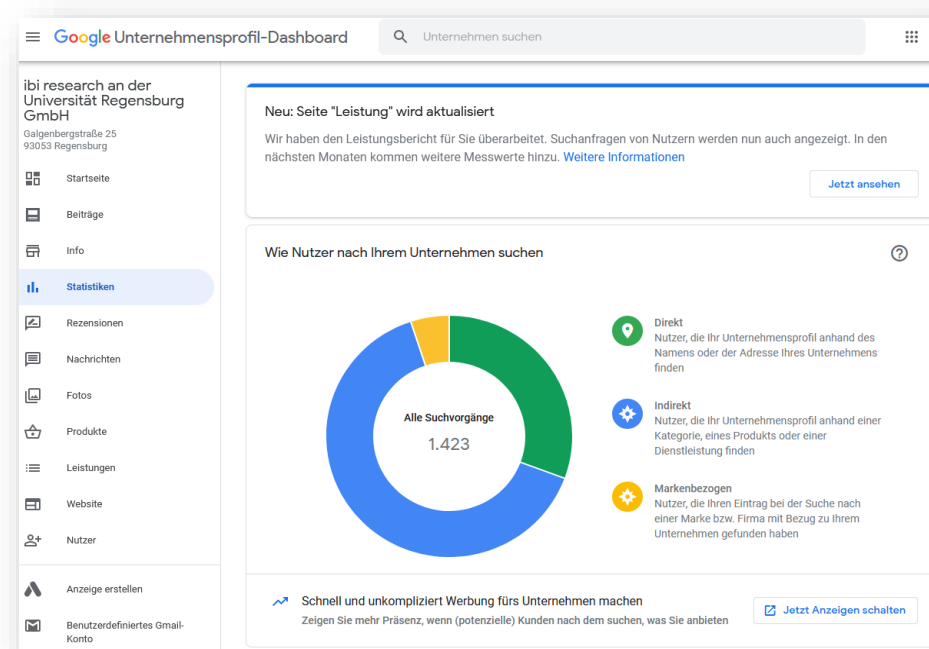 Google Unternehmensprofil-Dashboard
Unternehmen suchen
ibi research an der
Universität Regensburg
GmbH
Galgenbergstraße 25
93053 Regensburg
Startseite
Beiträge
Info
Statistiken
Rezensionen
Nachrichten
Fotos
Produkte
Leistungen
Website
Nutzer
Anzeige erstellen
Benutzerdefiniertes Gmail-
Konto
Neu: Seite "Leistung" wird aktualisiert
Wir haben den Leistungsbericht für Sie überarbeitet. Suchanfragen von Nutzern werden nun auch angezeigt. In den
nächsten Monaten kommen weitere Messwerte hinzu. Weitere Informationen
Jetzt ansehen
Wie Nutzer nach Ihrem Unternehmen suchen
Alle Suchvorgänge
1.423
Direkt
Nutzer, die Ihr Unternehmensprofil anhand des
Namens oder der Adresse Ihres Unternehmens
finden
Indirekt
Nutzer, die Ihr Unternehmensprofil anhand einer
Kategorie, eines Produkts oder einer
Dienstleistung finden
Markenbezogen
Nutzer, die Ihren Eintrag bei der Suche nach
einer Marke bzw. Firma mit Bezug zu Ihrem
Unternehmen gefunden haben
Schnell und unkompliziert Werbung fürs Unternehmen machen
Zeigen Sie mehr Präsenz, wenn (potenzielle) Kunden nach dem suchen, was Sie anbieten
Jetzt Anzeigen schalten